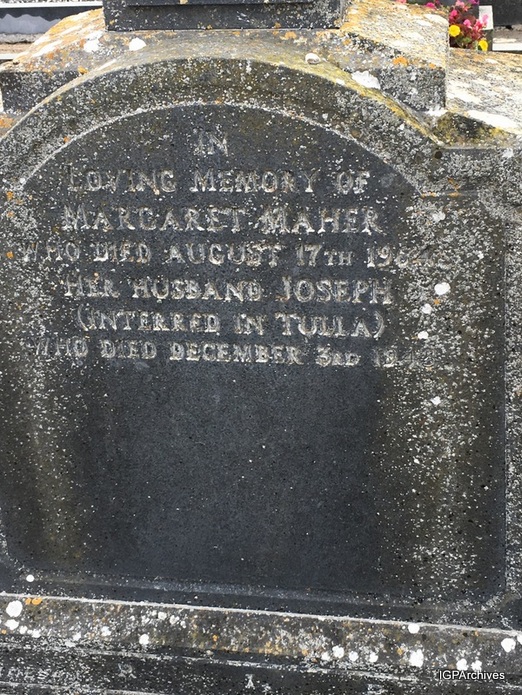 IN
LOVING MEMORY OF
MARGARET MAHER
WHO DIED AUGUST 17TH
HER HUSBAND JOSEPH
(INTERRED IN TULLA)
WHO DIED DECEMBER 3RD
IGPArchives